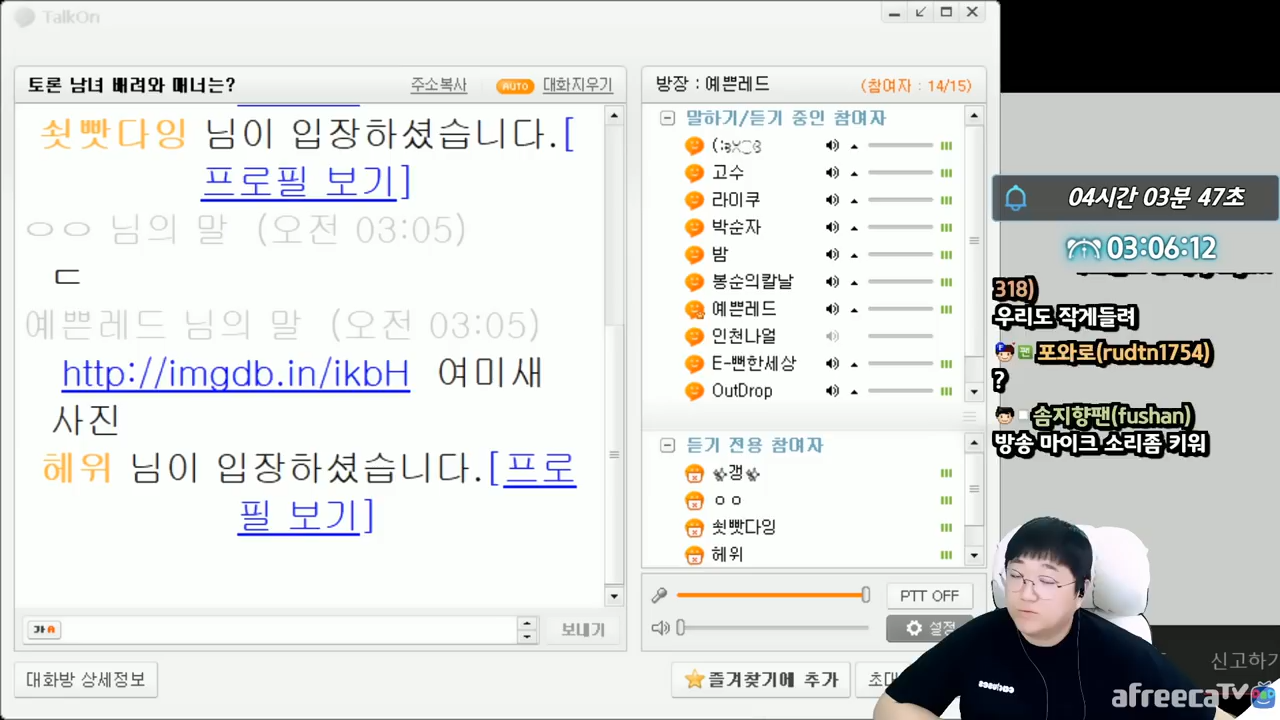 TalkOn
토론 남녀 배려와 매너는?
주소복사
AUTO
대화지우기
쇳빳다잉 님이 입장하셨습니다.[
프로필 보기]
ㅇㅇ 님의 말 (오전 03:05)
ㄷ
예쁜레드 님의 말 (오전 03:05)
http://imgdb.in/ikbH 여미새
사진
헤위 님이 입장하셨습니다.[프로
필 보기]
가
보내기
대화방 상세정보
방장 : 예쁜레드
(참여자 : 14/15)
말하기/듣기 중인 참여자
고수
라이쿠
박순자
밤
봉순의칼날
예쁜레드
인천나얼
E-뻔한세상
OutDrop
듣기 전용 참여자
갱
ㅇㅇ
쇳빳다잉
헤위
PTT OFF
설정
즐겨찾기에 추가
초대
04시간 03분 47초
03:06:12
318)
우리도 작게들려
팬 포와로(rudtn1754)
?
솜지향팬(fushan)
방송 마이크 소리좀 키워
신고하기
afreecaTV